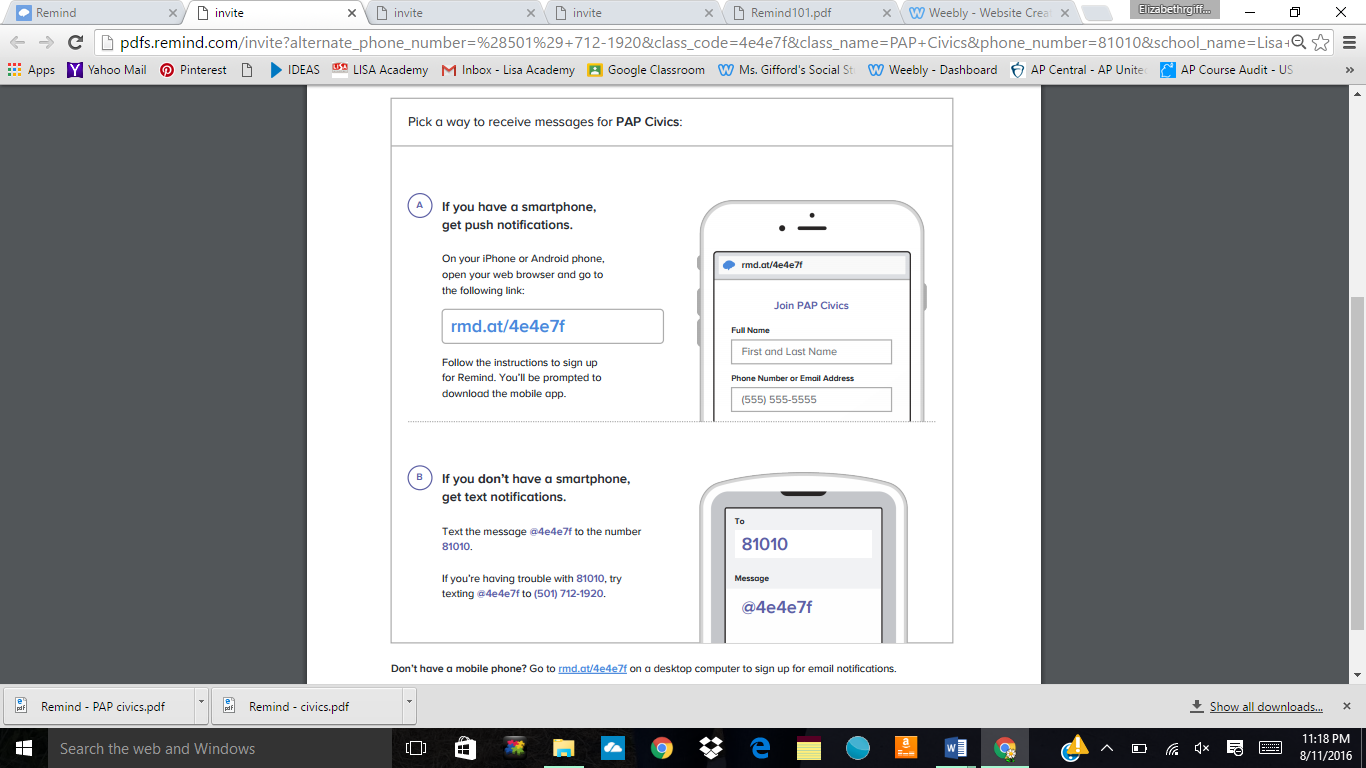 Remind
invite
invite
invite
Remind101.pdf
Weebly - Website Crea
Elizabethrgiff...
pdfs.remind.com/invite?alternate_phone_number=%28501%29+712-1920&class_code=4e4e7f&class_name=PAP+Civics&phone_number=81010&school_name=Lisa+
Apps
Yahoo Mail
Pinterest
IDEAS
LISA Academy
Inbox - Lisa Academy
Google Classroom
Ms. Gifford's Social St
Weebly - Dashboard
AP Central - AP Unite
AP Course Audit - US
»
Pick a way to receive messages for PAP Civics:
A
If you have a smartphone,
get push notifications.
On your iPhone or Android phone,
open your web browser and go to
the following link:
rmd.at/4e4e7f
Follow the instructions to sign up
for Remind. You'll be prompted to
download the mobile app.
rmd.at/4e4e7f
Join PAP Civics
Full Name
First and Last Name
Phone Number or Email Address
(555) 555-5555
B
If you don't have a smartphone,
get text notifications.
Text the message @4e4e7f to the number
81010.
If you're having trouble with 81010, try
texting @4e4e7f to (501) 712-1920.
To
81010
Message
@4e4e7f
Don't have a mobile phone? Go to rmd.at/4e4e7f on a desktop computer to sign up for email notifications.
Remind - PAP civics.pdf
Remind - civics.pdf
Show all downloads...
Search the web and Windows
11:18 PM
8/11/2016